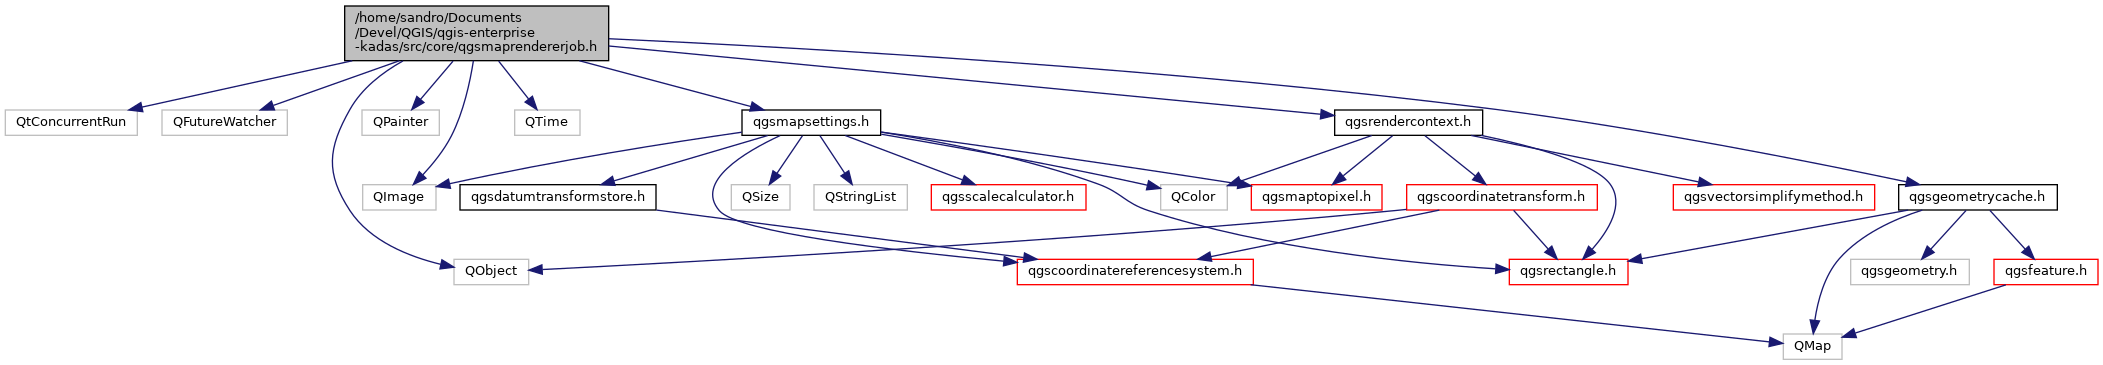 /home/sandro/Documents
/Devel/QGIS/qgis-enterprise
-kadas/src/core/qgsmaprendererjob.h
QtConcurrentRun
QFutureWatcher
QPainter
QTime
qgsmapsettings.h
qgsrendercontext.h
QImage
qgsdatumtransformstore.h
QSize
QStringList
qgsscalecalculator.h
QColor
qgsmaptopixel.h
qgscoordinatetransform.h
qgsvectorsimplifymethod.h
qgsgeometrycache.h
QObject
qgscoordinatereferencesystem.h
qgsrectangle.h
qgsgeometry.h
qgsfeature.h
QMap